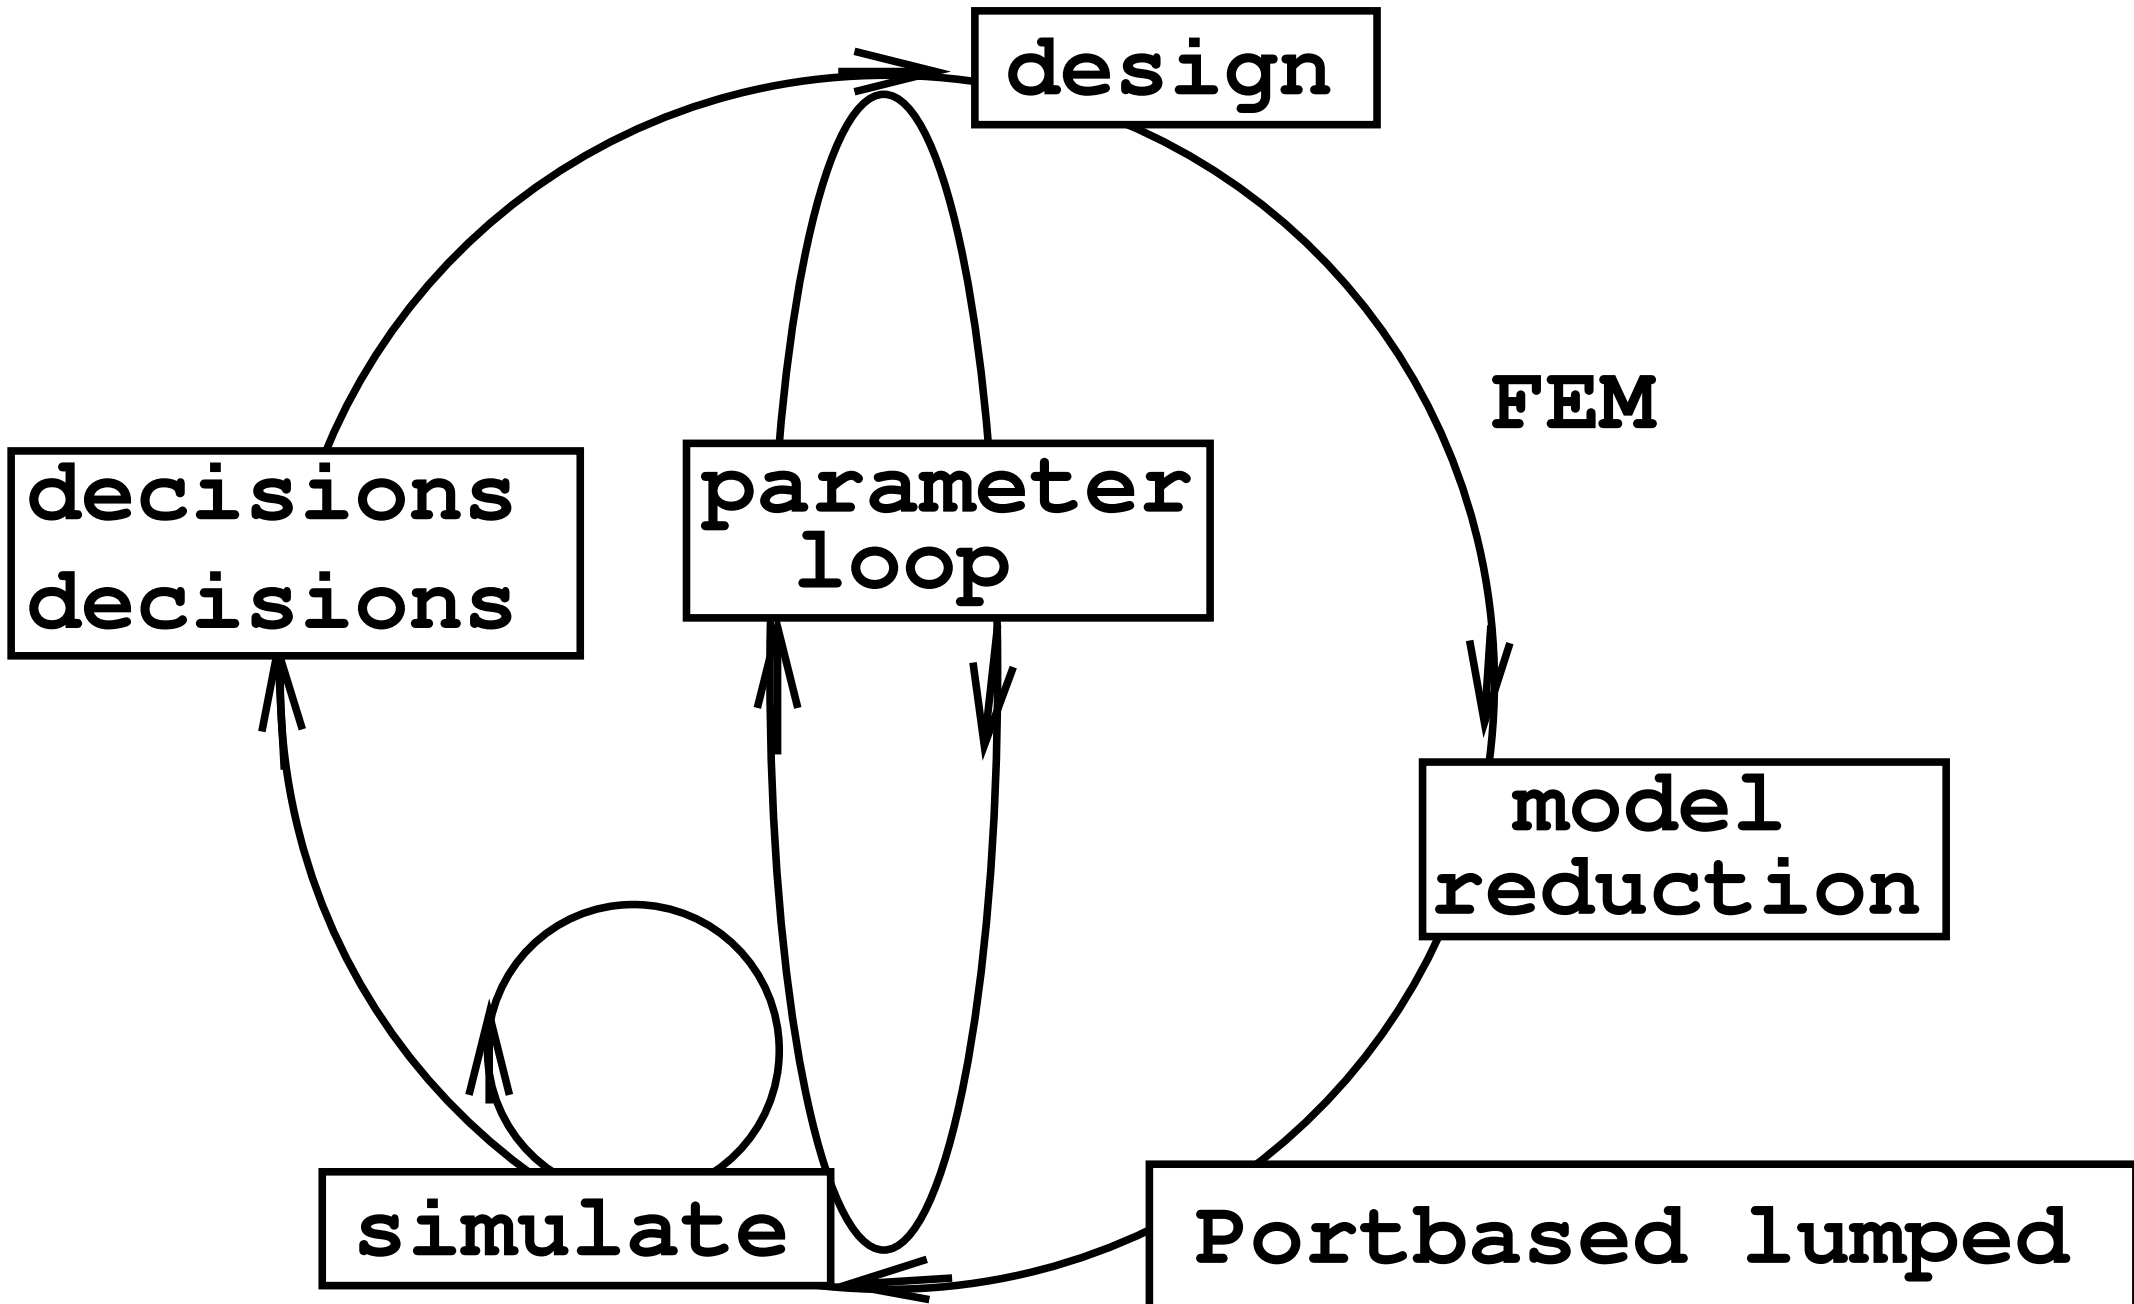 design
FEM
decisions
decisions
parameter
loop
model
reduction
simulate
Portbased lumped